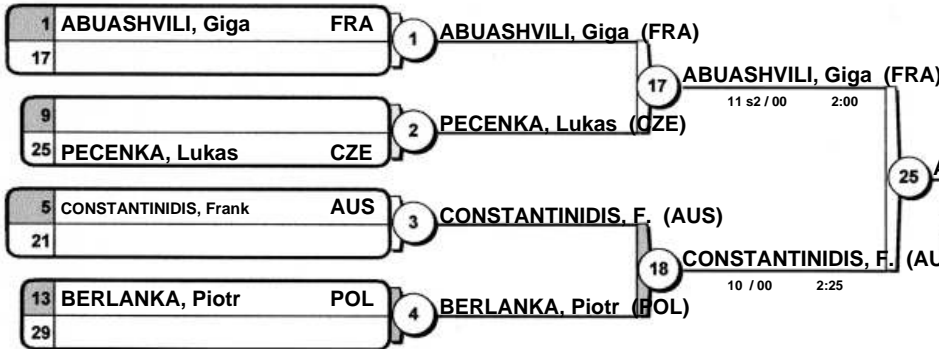 1 ABUASHVILI, Giga FRA
17
1
ABUASHVILI, Giga (FRA)
9
25 PECENKA, Lukas CZE
2
PECENKA, Lukas (CZE)
17
ABUASHVILI, Giga (FRA)
11 s2 / 00 2:00
5 CONSTANTINIDIS, Frank AUS
21
3
CONSTANTINIDIS, F. (AUS)
13 BERLANKA, Piotr POL
29
4
BERLANKA, Piotr (POL)
18
CONSTANTINIDIS, F. (AU
10 / 00 2:25
25
A